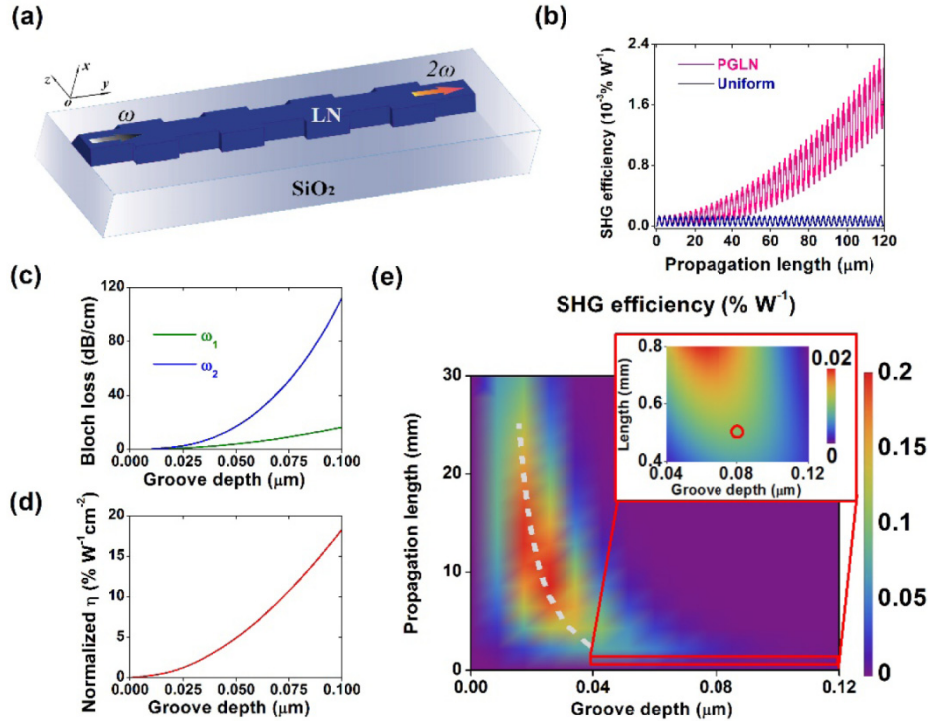 (a)
z
x
y
o
ω
2ω
LN
SiO₂
(b)
SHG efficiency (10⁻³% W⁻¹)
2.4
1.8
1.2
0.6
0.0
PGLN
Uniform
0 20 40 60 80 100 120
Propagation length (μm)
(c)
Bloch loss (dB/cm)
120
80
40
0
ω₁
ω₂
0.000 0.025 0.050 0.075 0.100
Groove depth (μm)
(d)
Normalized η (% W⁻¹cm⁻²)
20
15
10
5
0
0.000 0.025 0.050 0.075 0.100
Groove depth (μm)
(e)
SHG efficiency (% W⁻¹)
Propagation length (mm)
30
20
10
0
0.00 0.04 0.08 0.12
Groove depth (μm)
Length (mm)
0.8
0.6
0.4
0.04 0.08 0.12
Groove depth (μm)
0.02
0
0.2
0.15
0.1
0.05
0